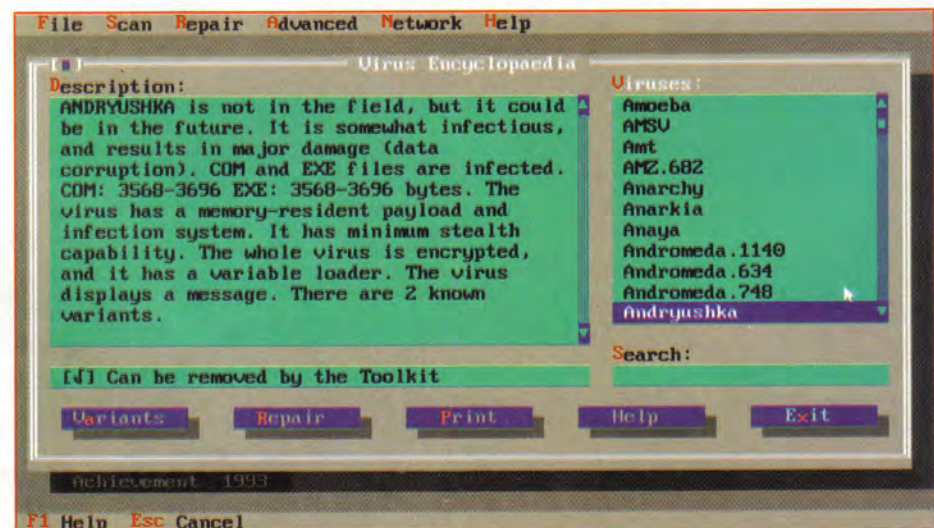 File Scan Repair Advanced Network Help
Virus Encyclopaedia
Description:
ANDRYUSHKA is not in the field, but it could
be in the future. It is somewhat infectious,
and results in major damage (data
corruption). COM and EXE files are infected.
COM: 3568-3696 EXE: 3568-3696 bytes. The
virus has a memory-resident payload and
infection system. It has minimum stealth
capability. The whole virus is encrypted,
and it has a variable loader. The virus
displays a message. There are 2 known
variants.
[√] Can be removed by the Toolkit
Viruses:
Amoeba
AMSV
Amt
AMZ.682
Anarchy
Anarkia
Anaya
Andromeda.1140
Andromeda.634
Andromeda.748
Andryushka
Search:
Variants Repair Print Help Exit
Achievement 1993
F1 Help Esc Cancel